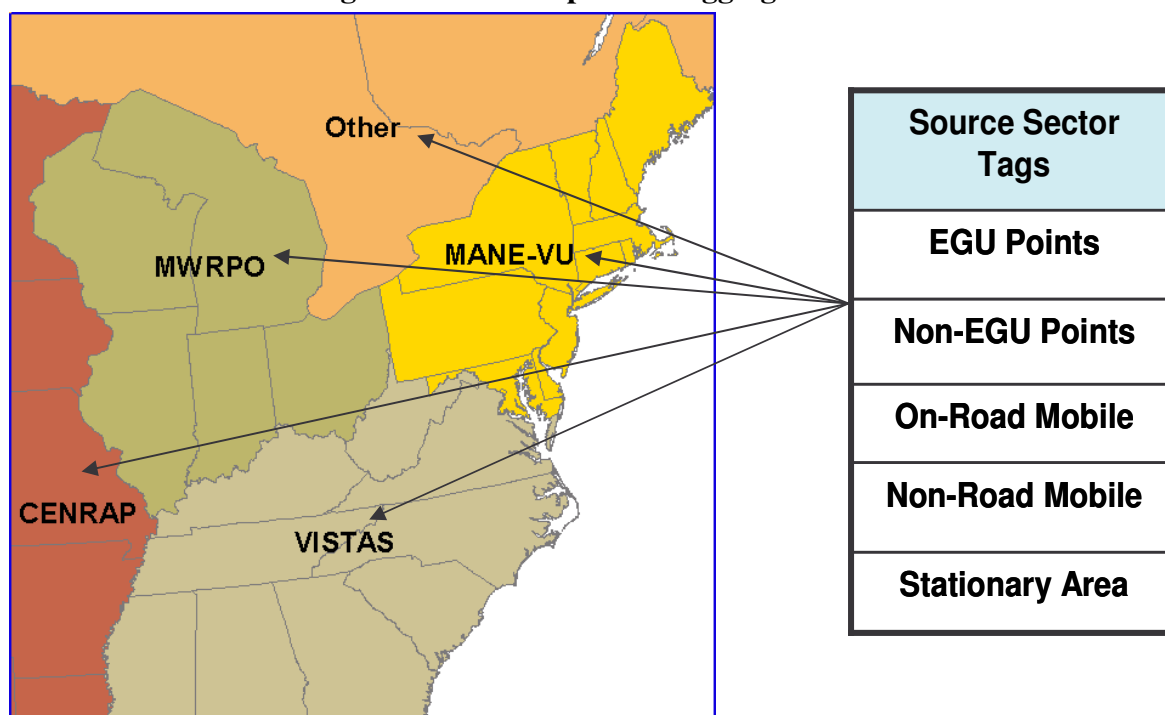 Other
MWRPO
MANE-VU
CENRAP
VISTAS
Source Sector
Tags
EGU Points
Non-EGU Points
On-Road Mobile
Non-Road Mobile
Stationary Area